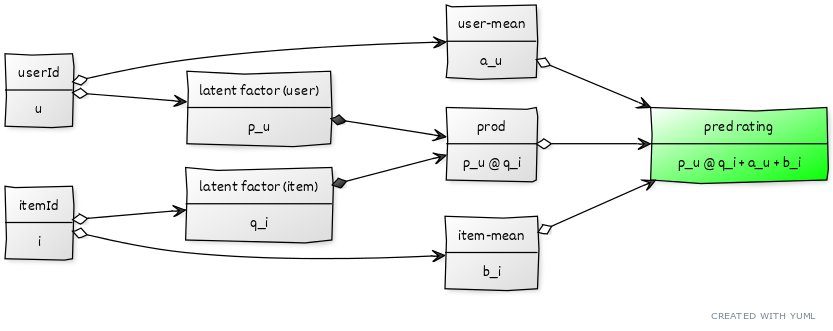 user-mean
a_u
userId
u
latent factor (user)
p_u
prod
p_u @ q_i
pred rating
p_u @ q_i + a_u + b_i
latent factor (item)
q_i
itemId
i
item-mean
b_i
CREATED WITH YUML